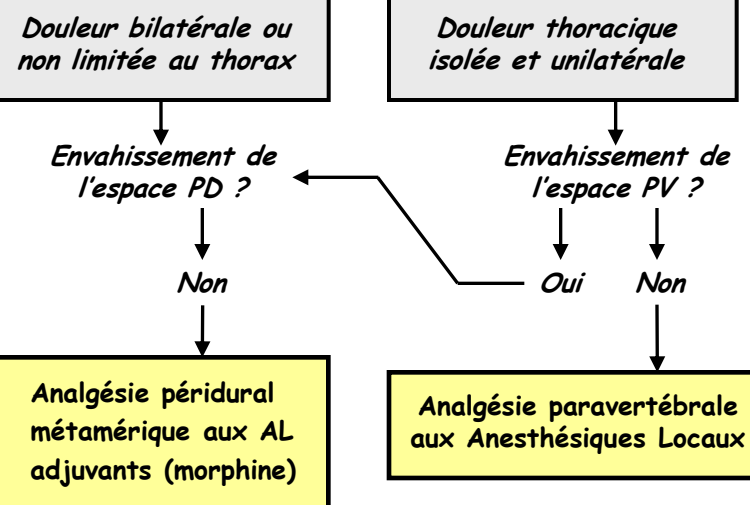 Douleur bilatérale ou
non limitée au thorax
Envahissement de
l'espace PD ?
Non
Analgésie péridural
métamérique aux AL
adjuvants (morphine)
Douleur thoracique
isolée et unilatérale
Envahissement de
l'espace PV ?
Oui
Non
Analgésie paravertébrale
aux Anesthésiques Locaux